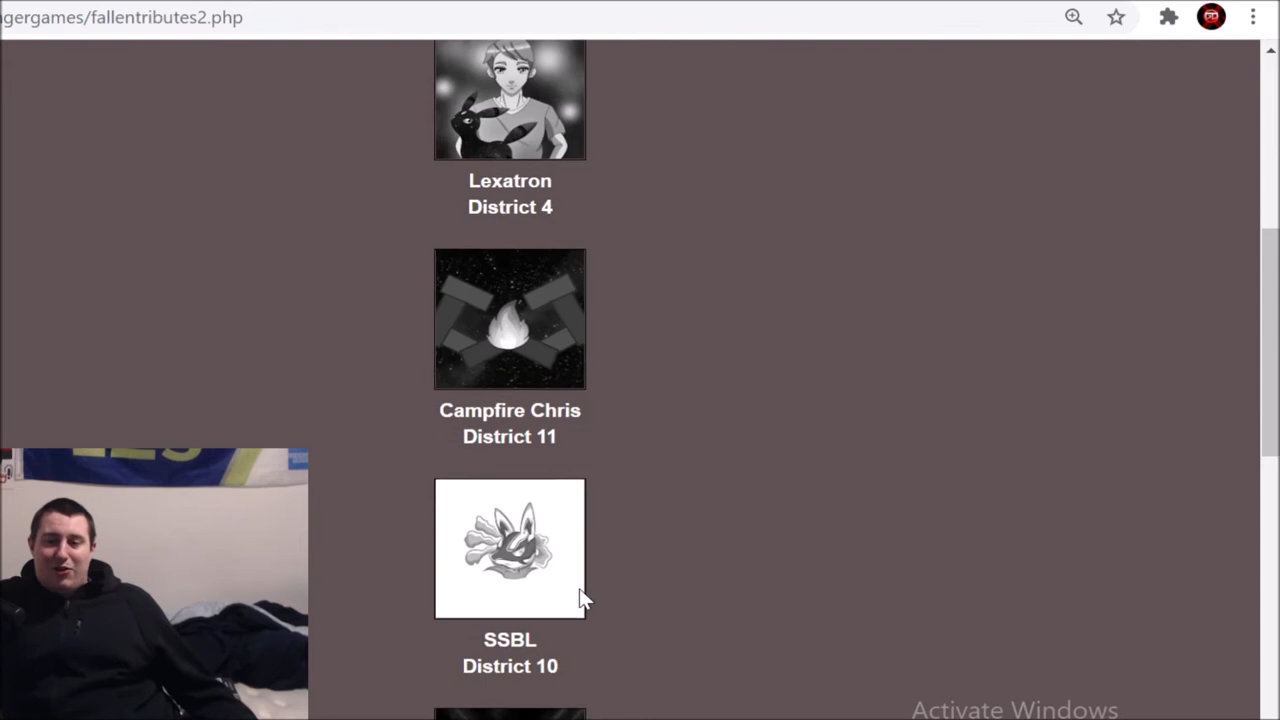 gergames/fallentributes2.php
Lexatron
District 4
Campfire Chris
District 11
SSBL
District 10
Activate Windows